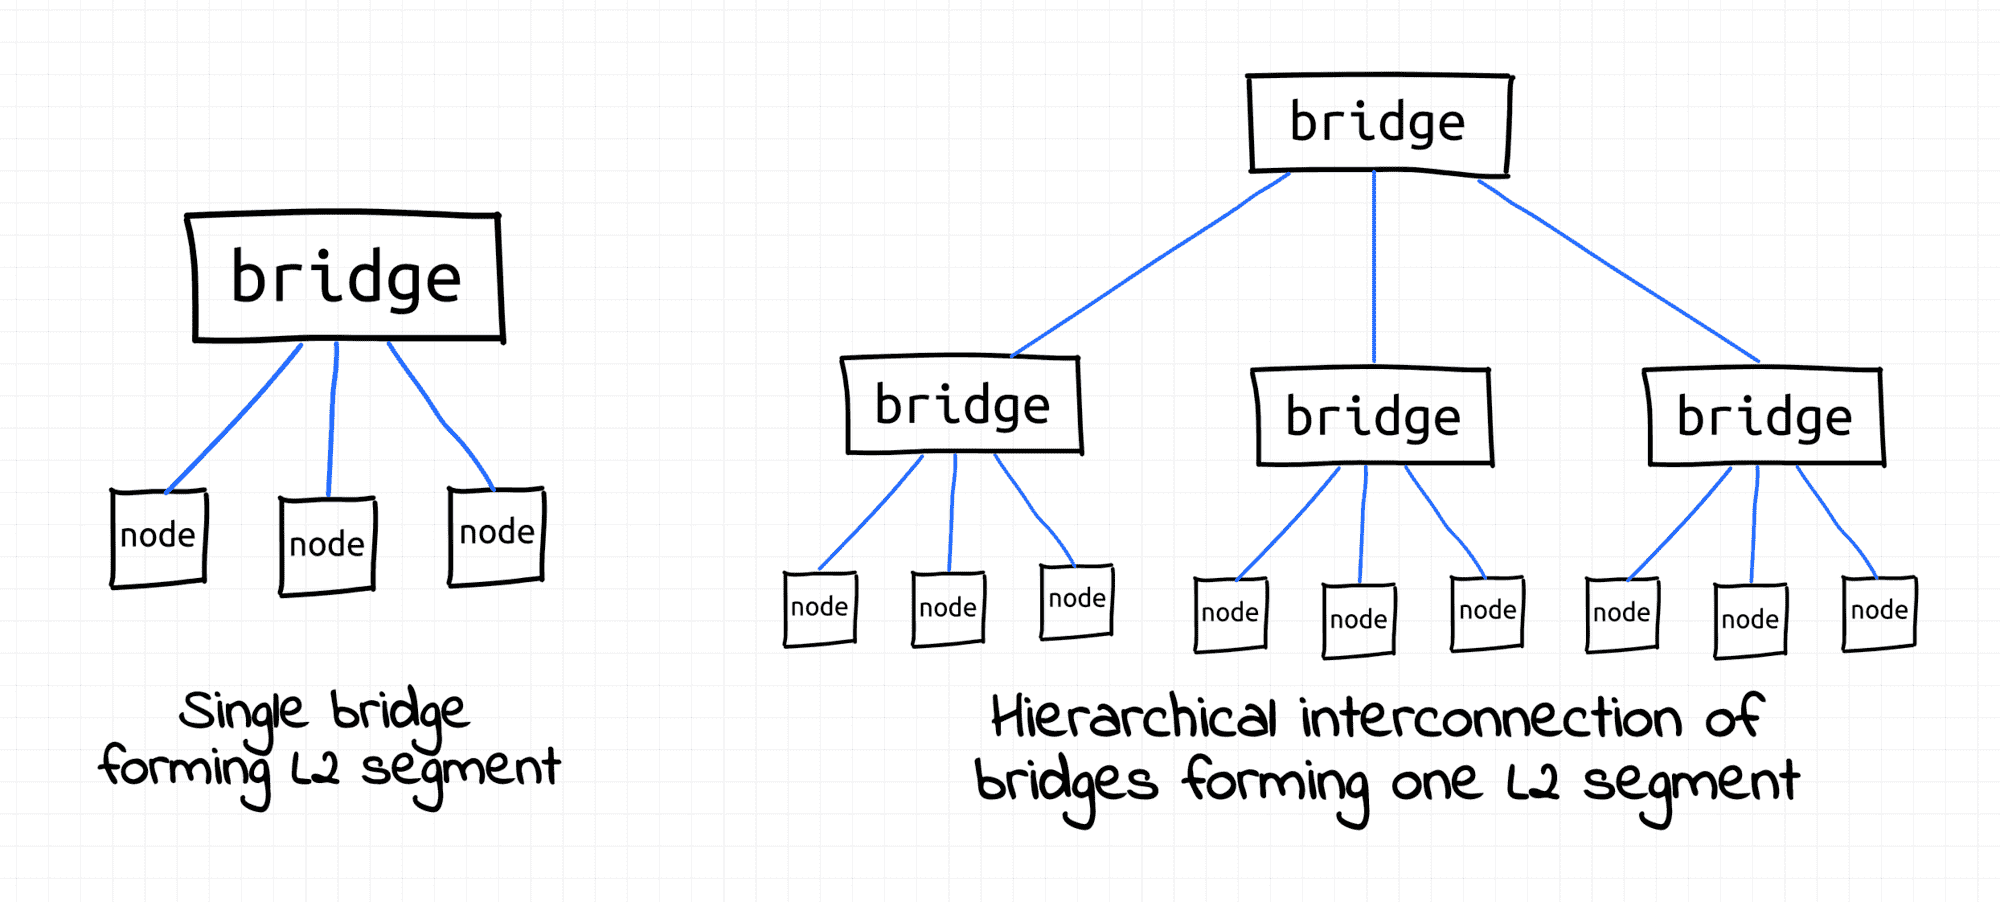 bridge
node
node
node
Single bridge
forming L2 segment
bridge
bridge
bridge
bridge
node
node
node
node
node
node
node
node
node
Hierarchical interconnection of
bridges forming one L2 segment